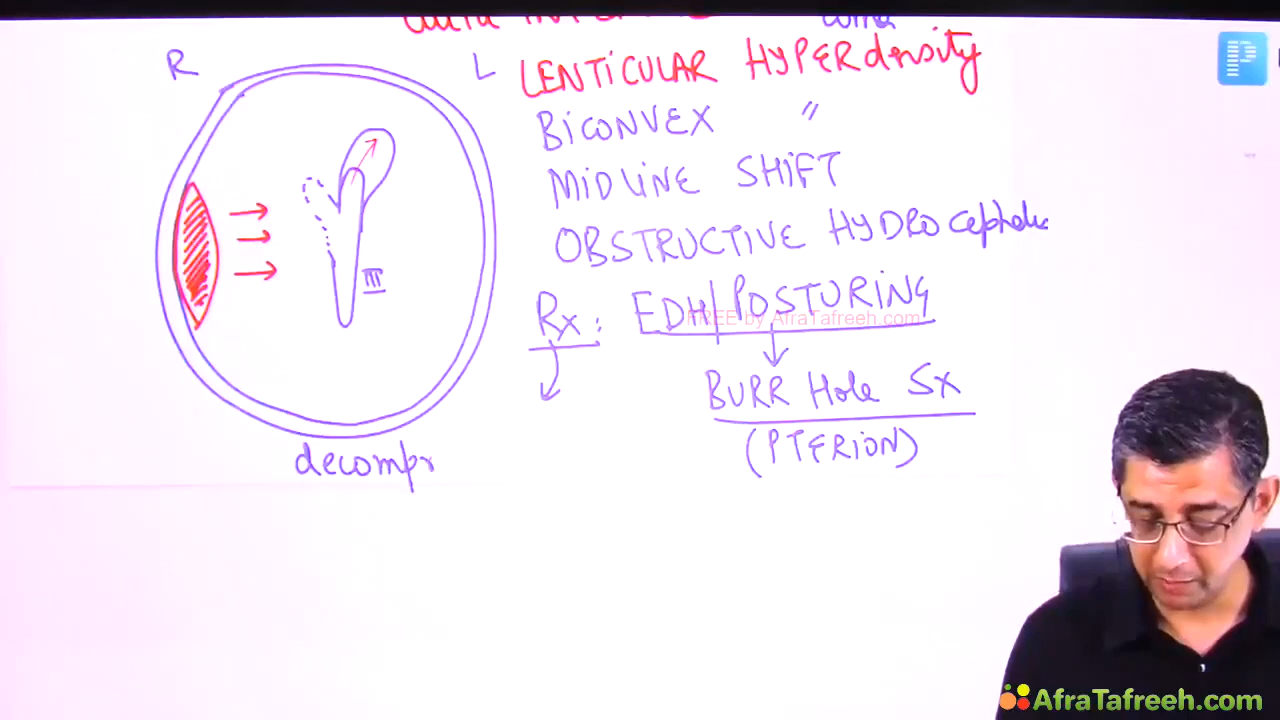 R
L
LENTICULAR HYPERdensity
BICONVEX "
MIDLINE SHIFT
OBSTRUCTIVE HYDROcephalu
III
Rx: EDH/POSTURING
FREE by AfraTafreeh.com
BURR Hole Sx
(PTERION)
decompr
P
AfraTafreeh.com